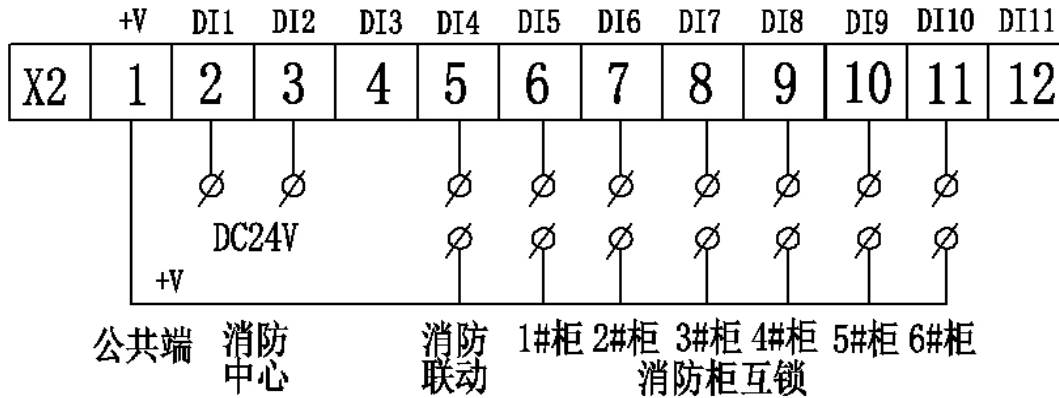 +V DI1 DI2 DI3 DI4 DI5 DI6 DI7 DI8 DI9 DI10 DI11
X2 1 2 3 4 5 6 7 8 9 10 11 12
DC24V
+V
公共端 消防 消防 1#柜 2#柜 3#柜 4#柜 5#柜 6#柜
中心 联动 消防柜互锁